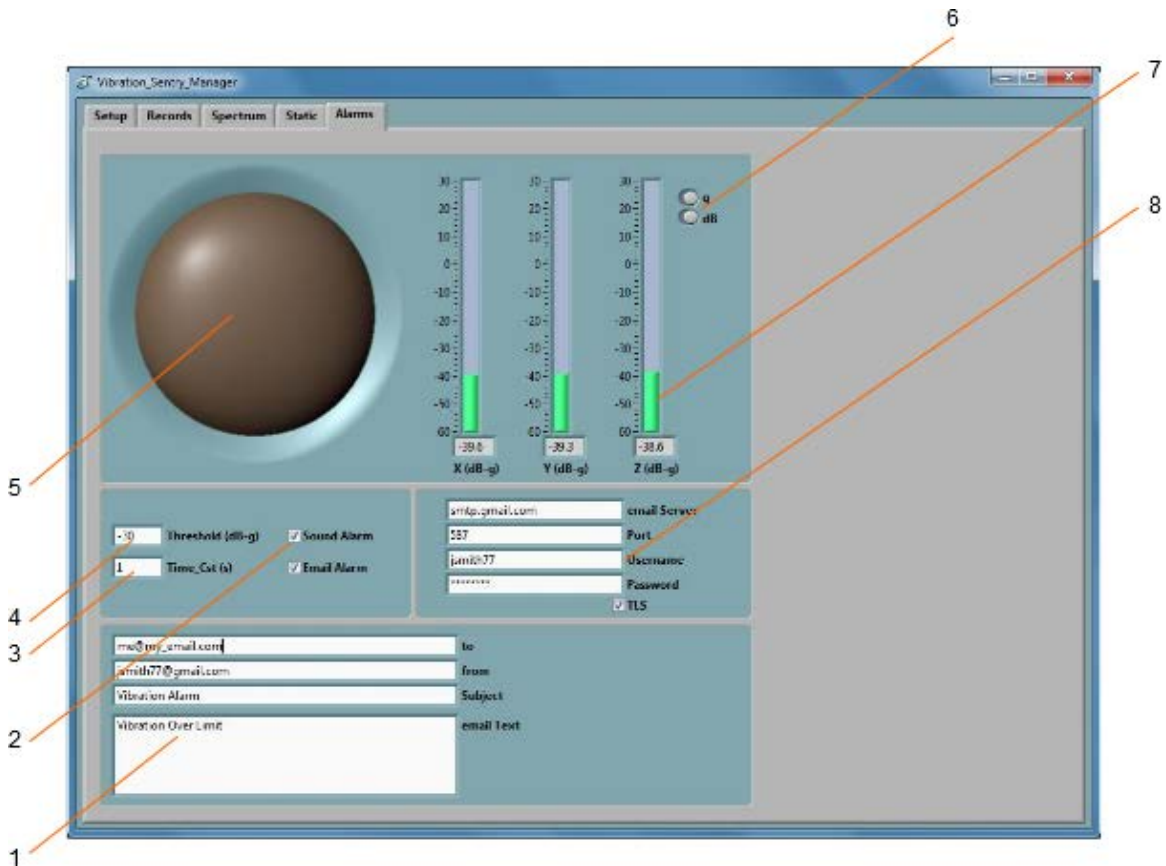 6
7
8
Vibration_Sentry_Manager
Setup Records Spectrum Static Alarms
30 30 30
20 20 20
10 10 10
0 0 0
-10 -10 -10
-20 -20 -20
-30 -30 -30
-40 -40 -40
-50 -50 -50
-60 -60 -60
g
dB
-39.6 -39.3 -38.6
X (dB-g) Y (dB-g) Z (dB-g)
5
-30 Threshold (dB-g) Sound Alarm
1 Time_Cst (s) Email Alarm
smtp.gmail.com email Server
587 Port
jsmith77 Username
******** Password
TLS
4
3
me@my_email.com to
jsmith77@gmail.com from
Vibration Alarm Subject
Vibration Over Limit email Text
2
1